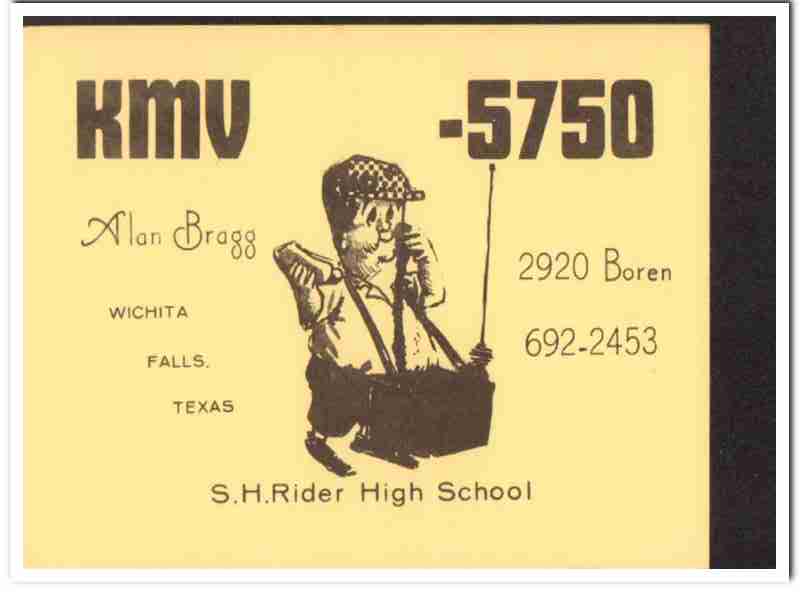 KMV -5750
Alan Bragg
2920 Boren
WICHITA
692-2453
FALLS.
TEXAS
S.H.Rider High School